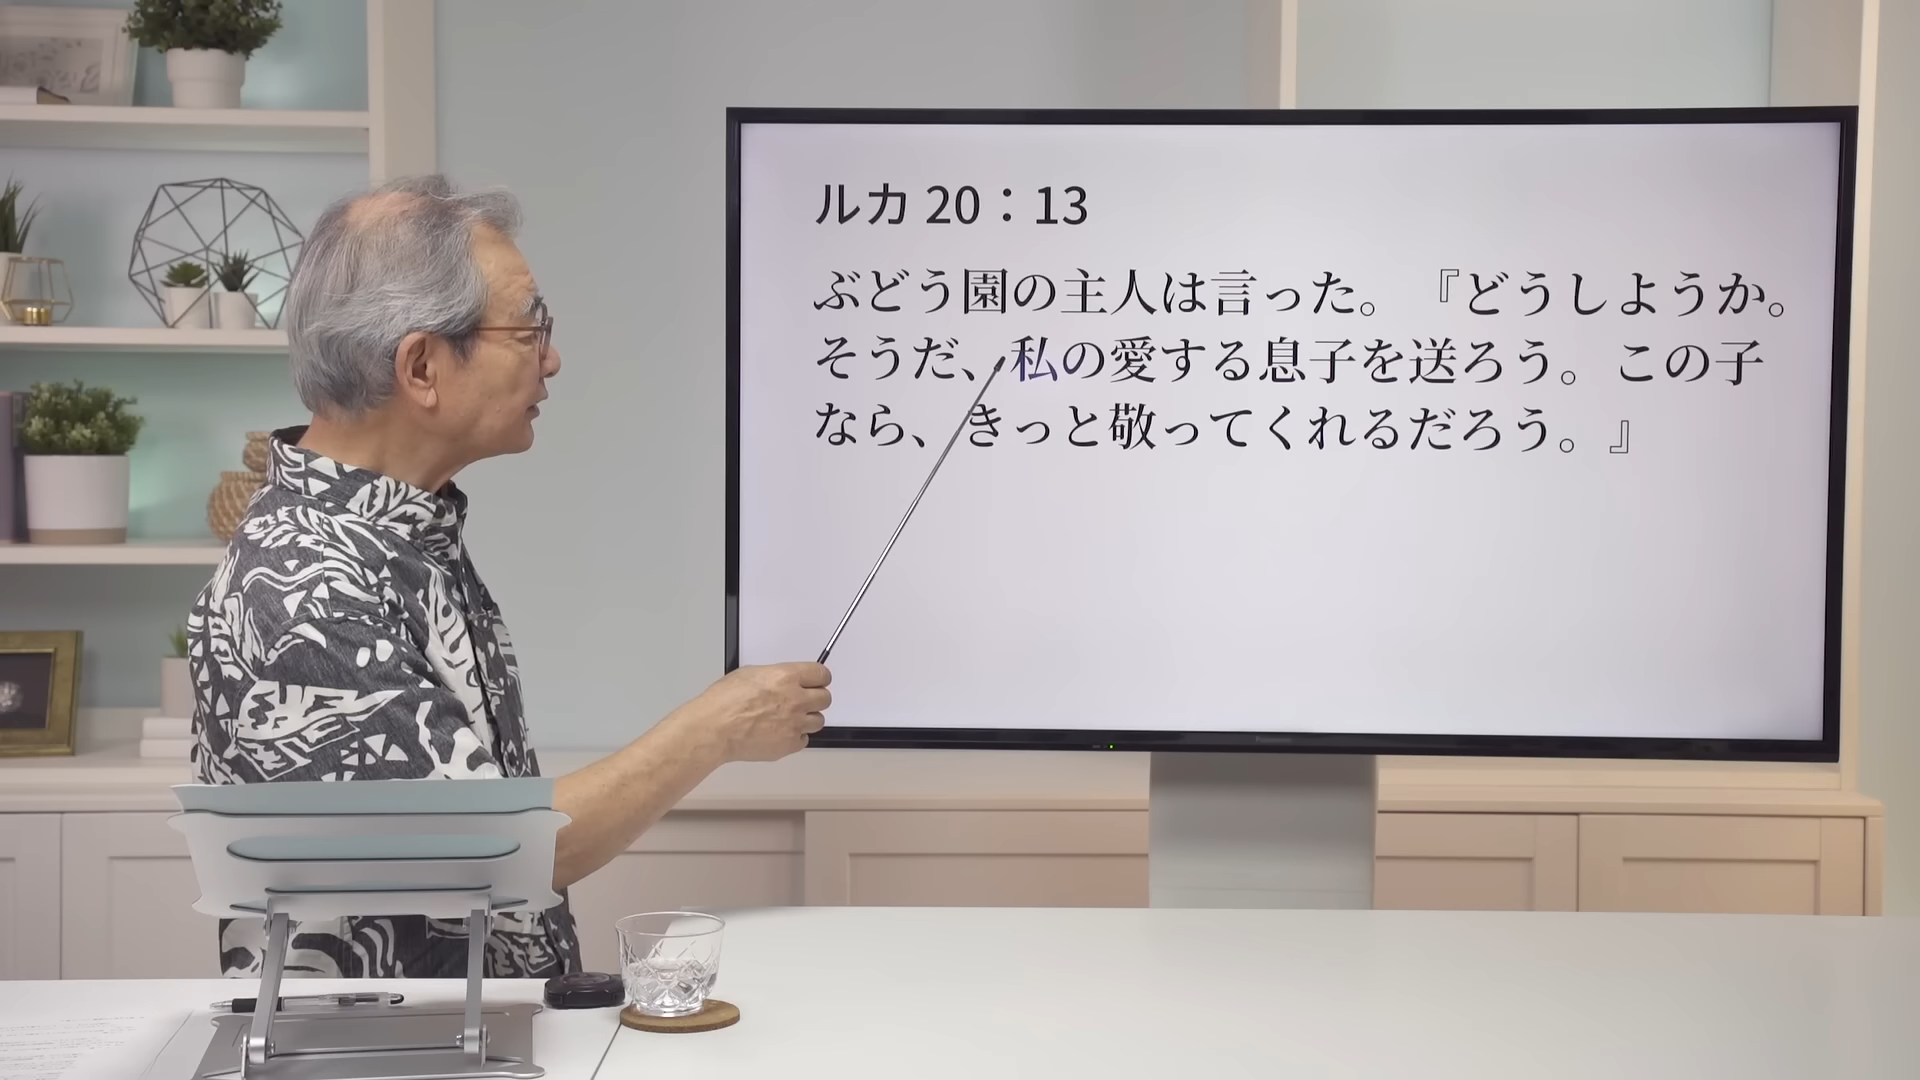 ルカ 20：13
ぶどう園の主人は言った。『どうしようか。
そうだ、私の愛する息子を送ろう。この子
なら、きっと敬ってくれるだろう。』